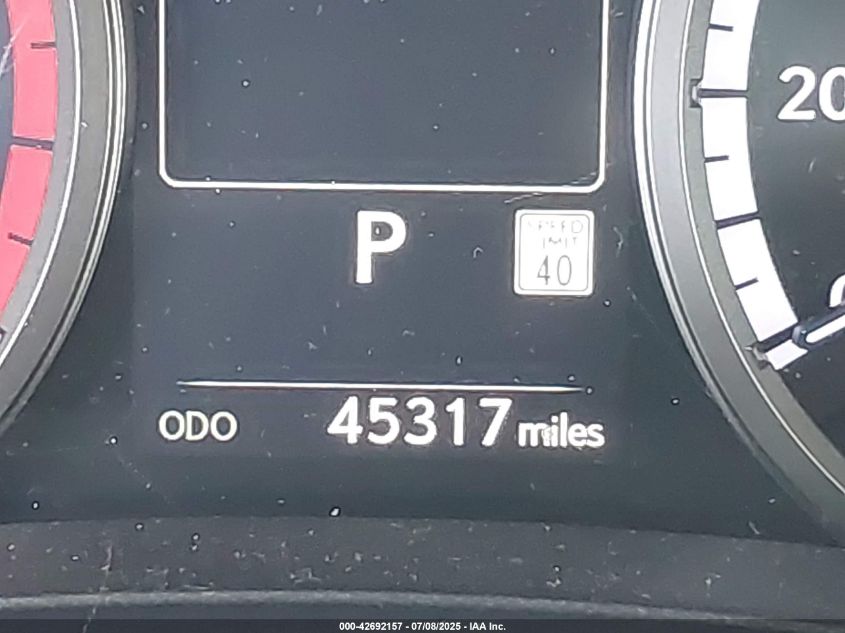 20
P
SPEED
LIMIT
40
ODO 45317 miles
000-42692157 - 07/08/2025 - IAA Inc.